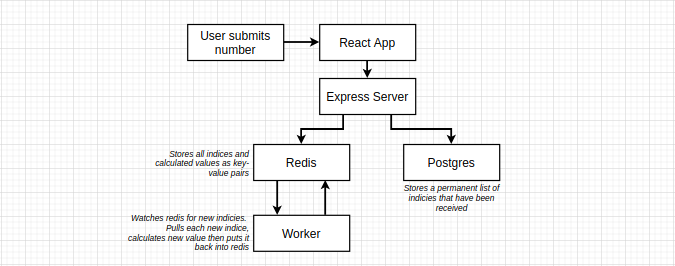 User submits
number
React App
Express Server
Stores all indices and
calculated values as key-
value pairs
Redis
Postgres
Stores a permanent list of
indicies that have been
received
Watches redis for new indicies.
Pulls each new indice,
calculates new value then puts it
back into redis
Worker